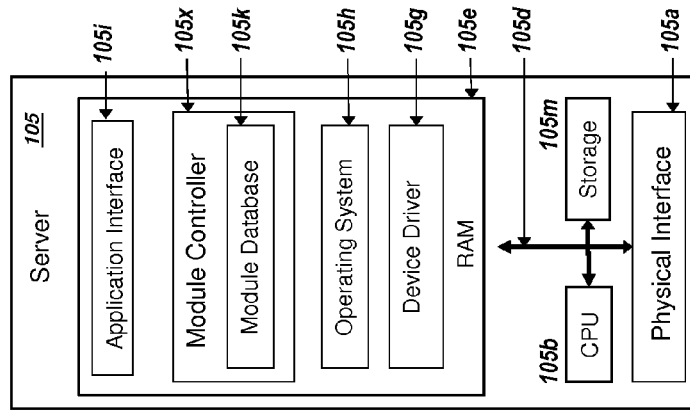 Server
105
Application Interface
105i
Module Controller
105x
Module Database
105k
Operating System
105h
Device Driver
105g
RAM
105e
105d
105b
CPU
105m
Storage
Physical Interface
105a